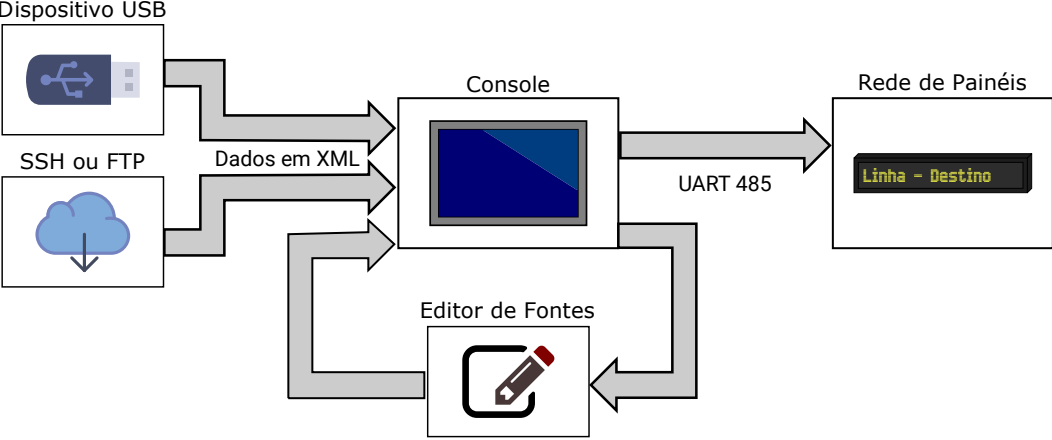 Dispositivo USB
Console
Rede de Painéis
SSH ou FTP
Dados em XML
UART 485
Linha - Destino
Editor de Fontes